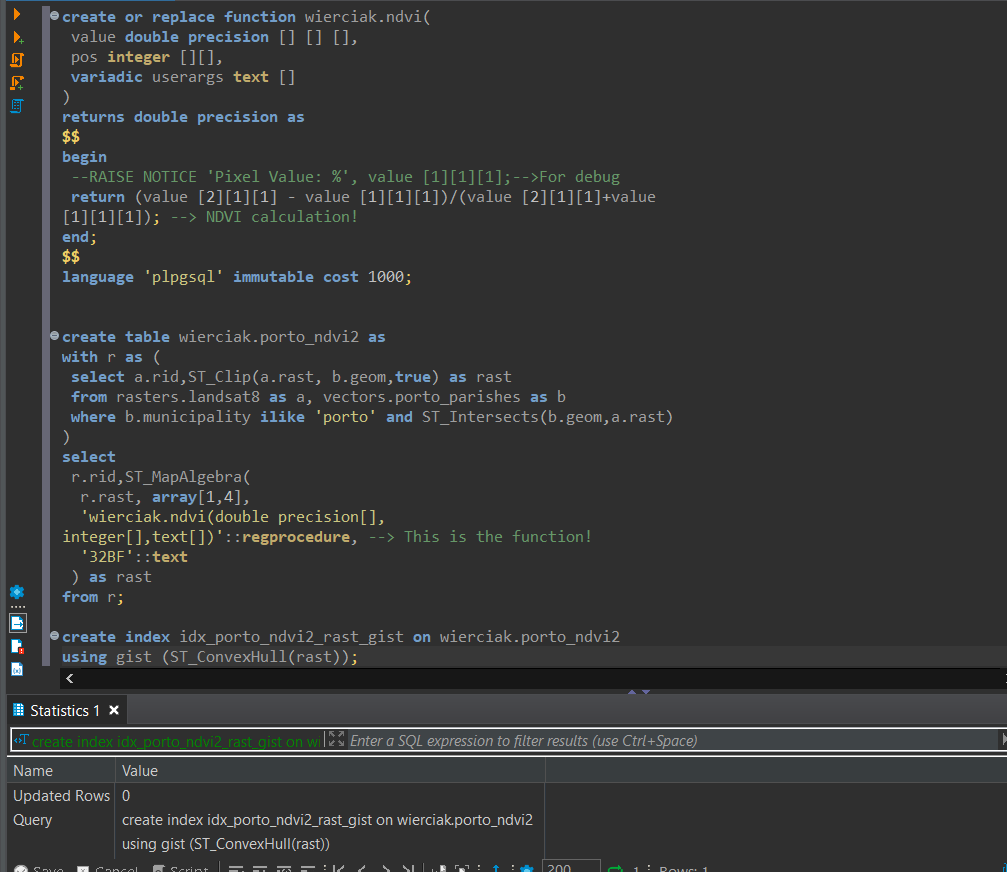 create or replace function wierciak.ndvi(
 value double precision [] [] [],
 pos integer [][],
 variadic userargs text []
)
returns double precision as
$$
begin
 --RAISE NOTICE 'Pixel Value: %', value [1][1][1];-->For debug
 return (value [2][1][1] - value [1][1][1])/(value [2][1][1]+value
[1][1][1]); --> NDVI calculation!
end;
$$
language 'plpgsql' immutable cost 1000;
create table wierciak.porto_ndvi2 as
with r as (
 select a.rid,ST_Clip(a.rast, b.geom,true) as rast
 from rasters.landsat8 as a, vectors.porto_parishes as b
 where b.municipality ilike 'porto' and ST_Intersects(b.geom,a.rast)
)
select
 r.rid,ST_MapAlgebra(
  r.rast, array[1,4],
  'wierciak.ndvi(double precision[],
integer[],text[])'::regprocedure, --> This is the function!
  '32BF'::text
 ) as rast
from r;
create index idx_porto_ndvi2_rast_gist on wierciak.porto_ndvi2
using gist (ST_ConvexHull(rast));
Statistics 1
create index idx_porto_ndvi2_rast_gist on wi Enter a SQL expression to filter results (use Ctrl+Space)
Name Value
Updated Rows 0
Query create index idx_porto_ndvi2_rast_gist on wierciak.porto_ndvi2
using gist (ST_ConvexHull(rast))
Save Cancel Script 200 1 Rows: 1